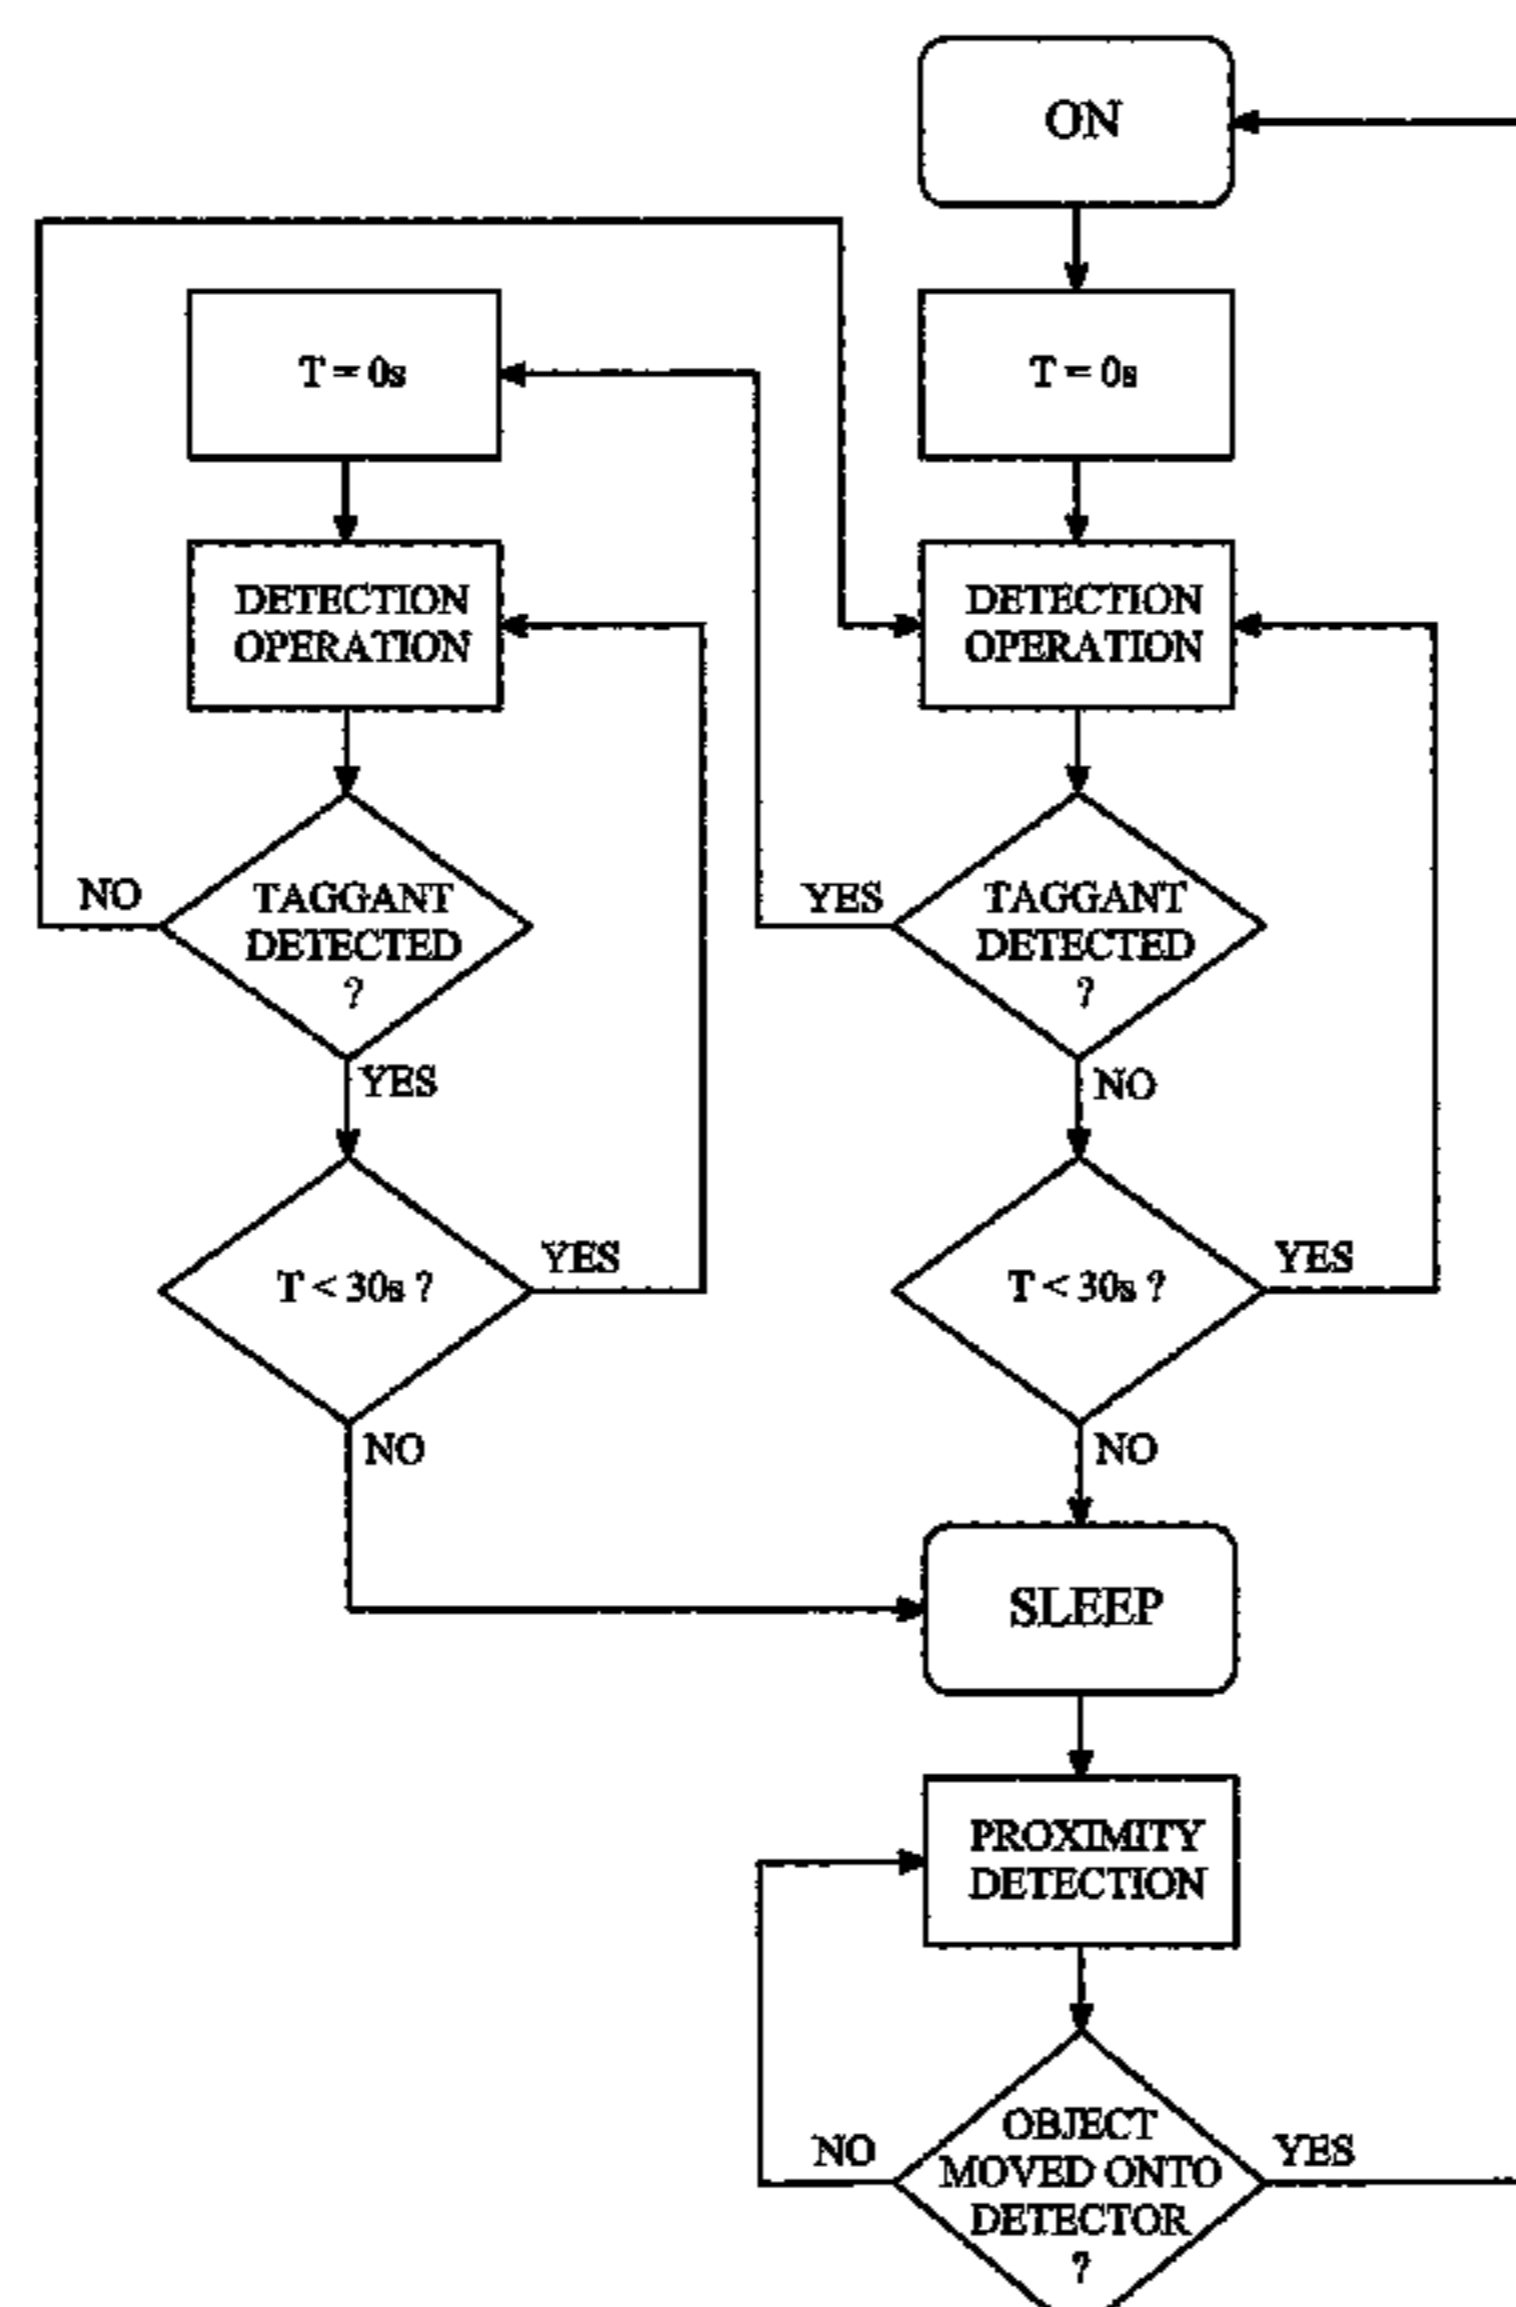 ON
T = 0s
T = 0s
DETECTION
OPERATION
DETECTION
OPERATION
NO
TAGGANT
DETECTED
?
YES
YES
TAGGANT
DETECTED
?
NO
T < 30s ?
YES
NO
T < 30s ?
YES
NO
SLEEP
PROXIMITY
DETECTION
NO
OBJECT
MOVED ONTO
DETECTOR
?
YES